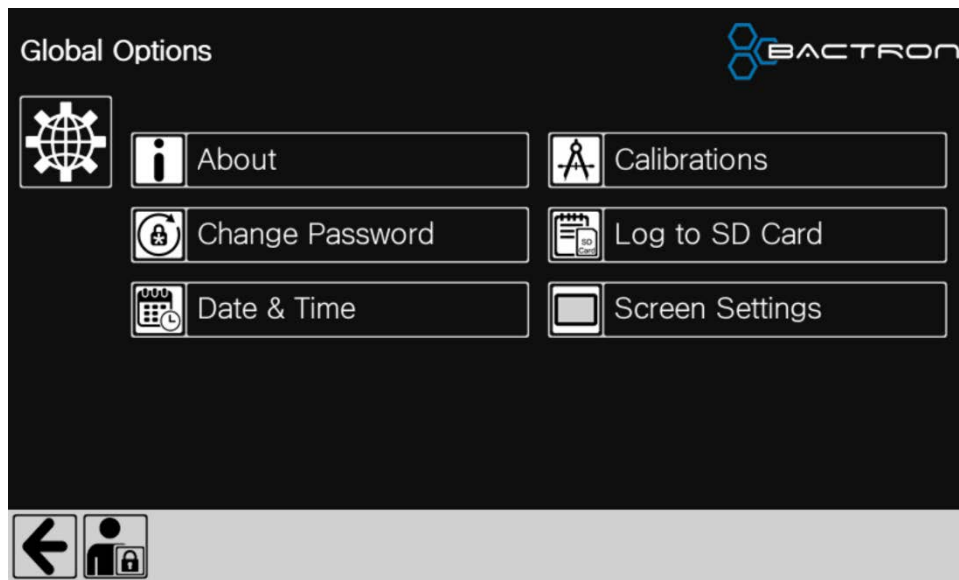 Global Options
BACTRON
About
Calibrations
Change Password
SD
Card
Log to SD Card
Date & Time
Screen Settings